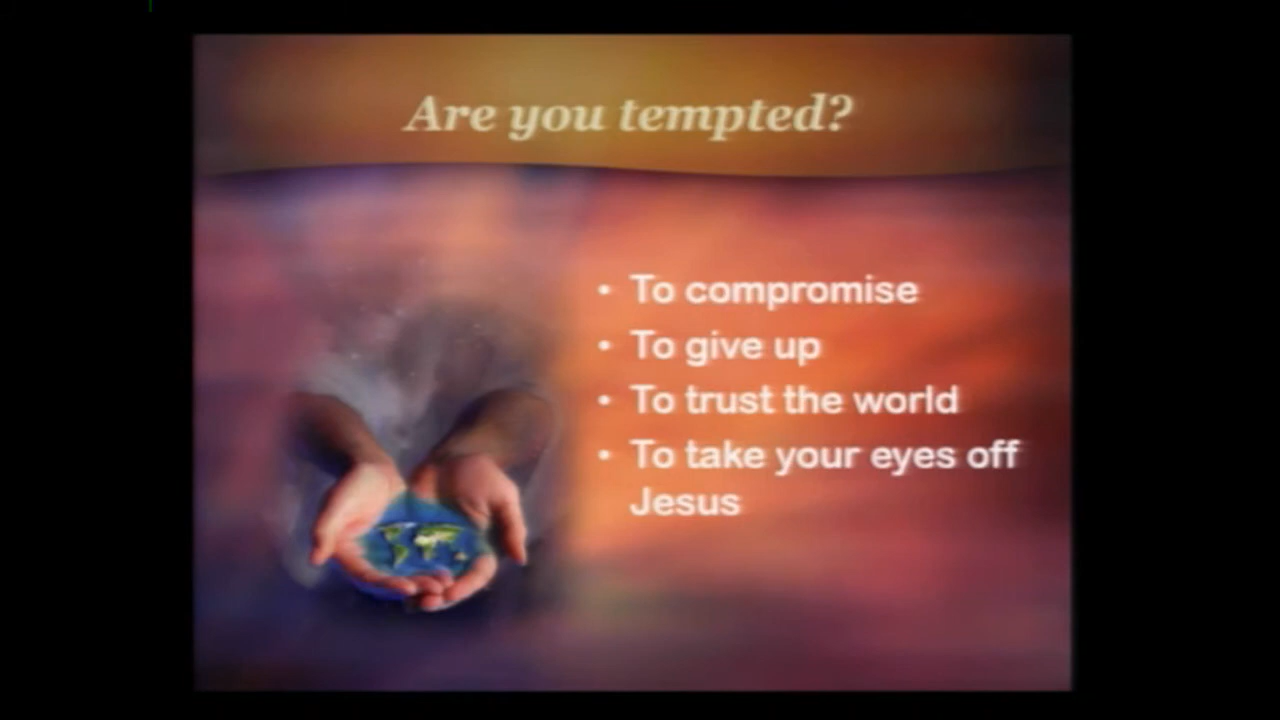 Are you tempted?
• To compromise
• To give up
• To trust the world
• To take your eyes off
Jesus